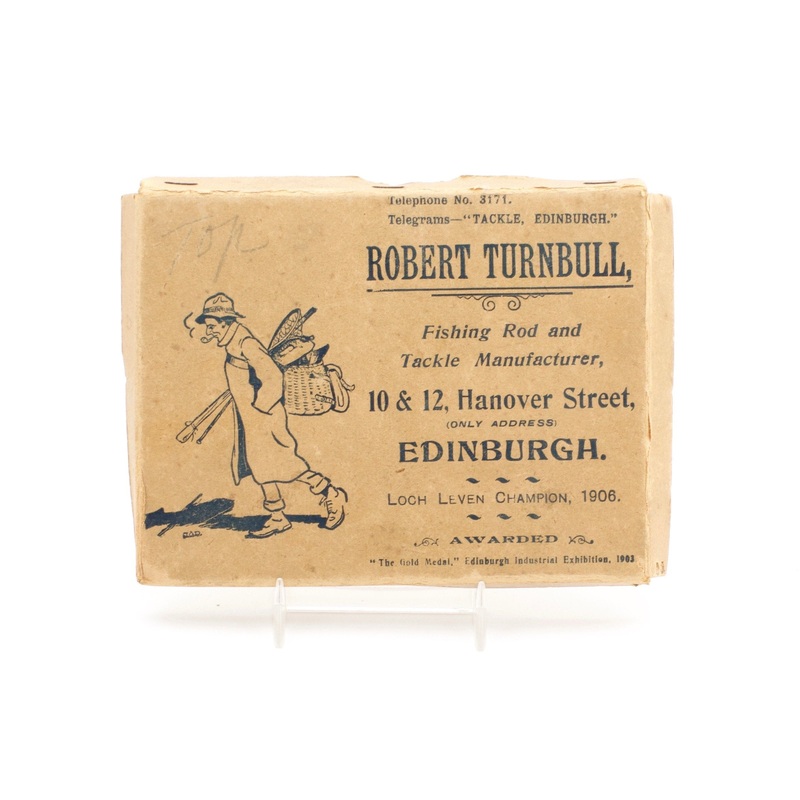 Top
Telephone No. 3171.
Telegrams—"TACKLE, EDINBURGH."
ROBERT TURNBULL,
Fishing Rod and
Tackle Manufacturer,
10 & 12, Hanover Street,
(ONLY ADDRESS)
EDINBURGH.
LOCH LEVEN CHAMPION, 1906.
AWARDED
"The Gold Medal," Edinburgh Industrial Exhibition, 1903